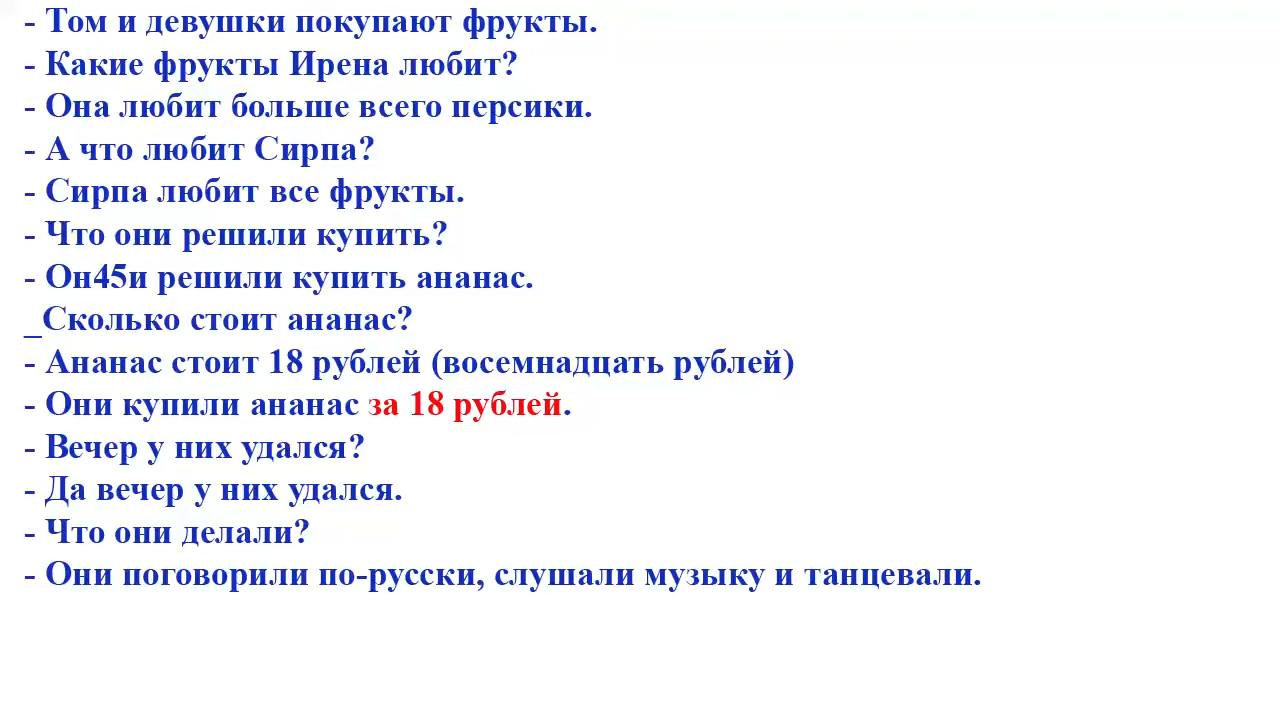 - Том и девушки покупают фрукты.
- Какие фрукты Ирена любит?
- Она любит больше всего персики.
- А что любит Сирпа?
- Сирпа любит все фрукты.
- Что они решили купить?
- Он45и решили купить ананас.
_Сколько стоит ананас?
- Ананас стоит 18 рублей (восемнадцать рублей)
- Они купили ананас за 18 рублей.
- Вечер у них удался?
- Да вечер у них удался.
- Что они делали?
- Они поговорили по-русски, слушали музыку и танцевали.